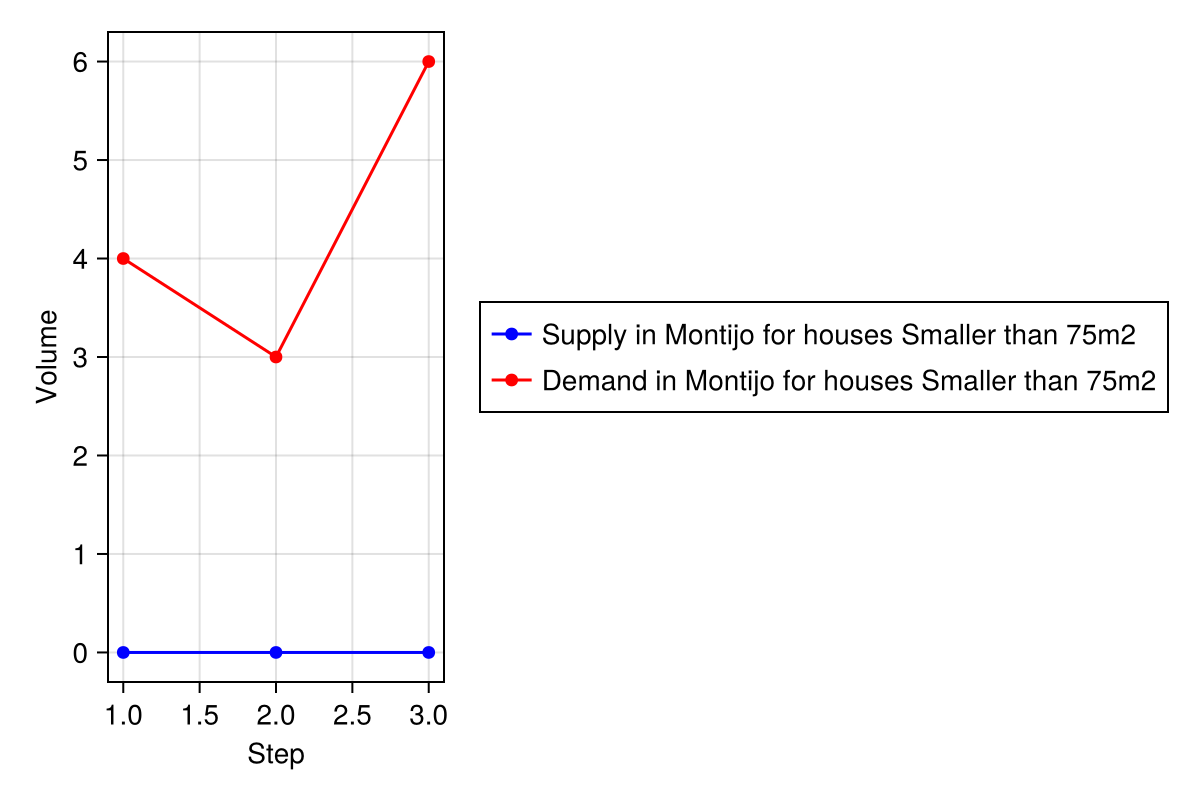 6
5
4
3
2
1
0
Volume
1.0 1.5 2.0 2.5 3.0
Step
Supply in Montijo for houses Smaller than 75m2
Demand in Montijo for houses Smaller than 75m2